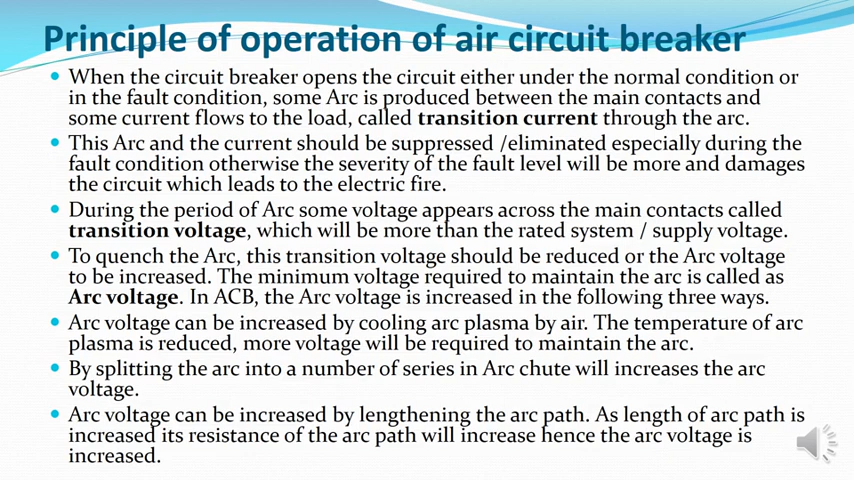 Principle of operation of air circuit breaker
When the circuit breaker opens the circuit either under the normal condition or
in the fault condition, some Arc is produced between the main contacts and
some current flows to the load, called transition current through the arc.
This Arc and the current should be suppressed /eliminated especially during the
fault condition otherwise the severity of the fault level will be more and damages
the circuit which leads to the electric fire.
During the period of Arc some voltage appears across the main contacts called
transition voltage, which will be more than the rated system / supply voltage.
To quench the Arc, this transition voltage should be reduced or the Arc voltage
to be increased. The minimum voltage required to maintain the arc is called as
Arc voltage. In ACB, the Arc voltage is increased in the following three ways.
Arc voltage can be increased by cooling arc plasma by air. The temperature of arc
plasma is reduced, more voltage will be required to maintain the arc.
By splitting the arc into a number of series in Arc chute will increases the arc
voltage.
Arc voltage can be increased by lengthening the arc path. As length of arc path is
increased its resistance of the arc path will increase hence the arc voltage is
increased.